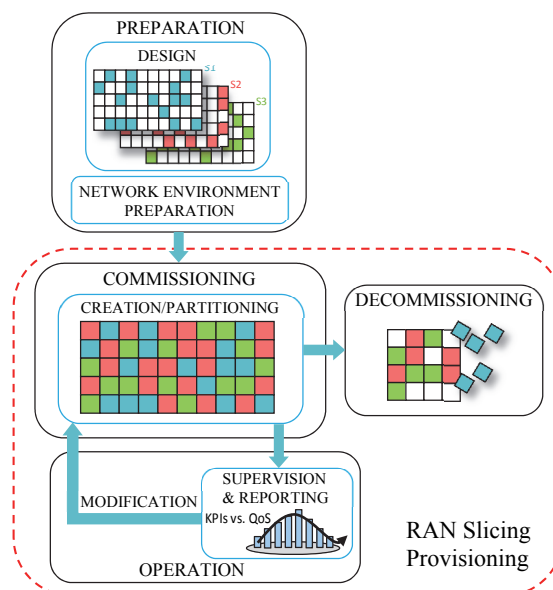 PREPARATION
DESIGN
S1
S2
S3
NETWORK ENVIRONMENT
PREPARATION
COMMISSIONING
CREATION/PARTITIONING
DECOMMISSIONING
SUPERVISION
& REPORTING
MODIFICATION
KPIs vs. QoS
OPERATION
RAN Slicing
Provisioning